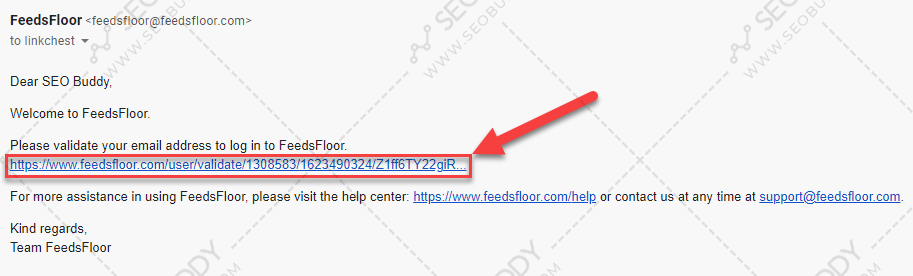 FeedsFloor <feedsfloor@feedsfloor.com>
to linkchest
Dear SEO Buddy,
Welcome to FeedsFloor.
Please validate your email address to log in to FeedsFloor.
https://www.feedsfloor.com/user/validate/1308583/1623490324/Z1ff6TY22giR...
For more assistance in using FeedsFloor, please visit the help center: https://www.feedsfloor.com/help or contact us at any time at support@feedsfloor.com.
Kind regards,
Team FeedsFloor
WWW.SEOBUDDY.COM